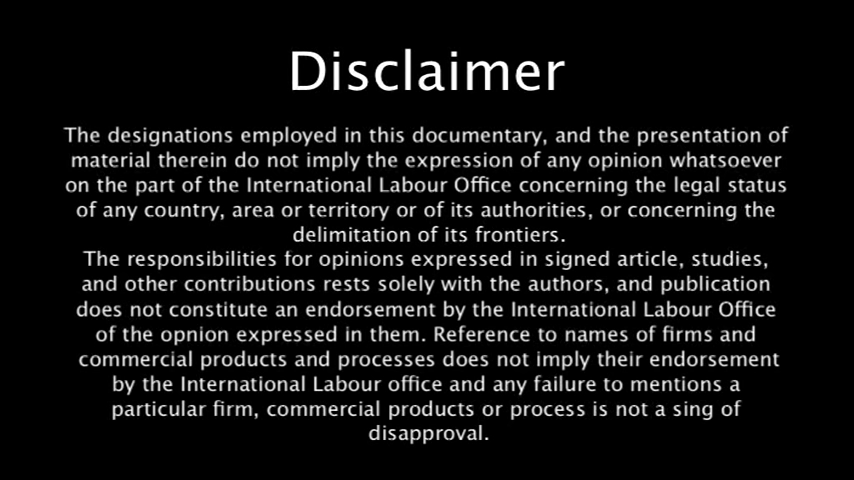 Disclaimer
The designations employed in this documentary, and the presentation of
material therein do not imply the expression of any opinion whatsoever
on the part of the International Labour Office concerning the legal status
of any country, area or territory or of its authorities, or concerning the
delimitation of its frontiers.
The responsibilities for opinions expressed in signed article, studies,
and other contributions rests solely with the authors, and publication
does not constitute an endorsement by the International Labour Office
of the opnion expressed in them. Reference to names of firms and
commercial products and processes does not imply their endorsement
by the International Labour office and any failure to mentions a
particular firm, commercial products or process is not a sing of
disapproval.